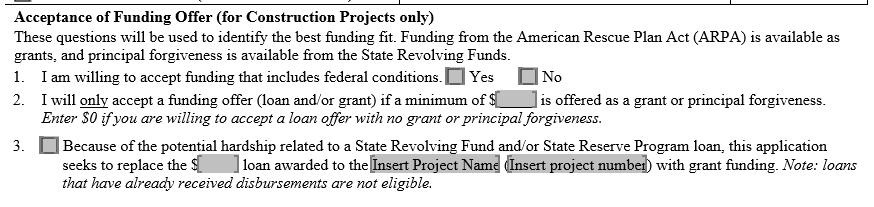 Acceptance of Funding Offer (for Construction Projects only)
These questions will be used to identify the best funding fit. Funding from the American Rescue Plan Act (ARPA) is available as
grants, and principal forgiveness is available from the State Revolving Funds.
1. I am willing to accept funding that includes federal conditions. Yes No
2. I will only accept a funding offer (loan and/or grant) if a minimum of $[ ] is offered as a grant or principal forgiveness.
Enter $0 if you are willing to accept a loan offer with no grant or principal forgiveness.
3. Because of the potential hardship related to a State Revolving Fund and/or State Reserve Program loan, this application
seeks to replace the $[ ] loan awarded to the [Insert Project Name] ([Insert project number]) with grant funding. Note: loans
that have already received disbursements are not eligible.